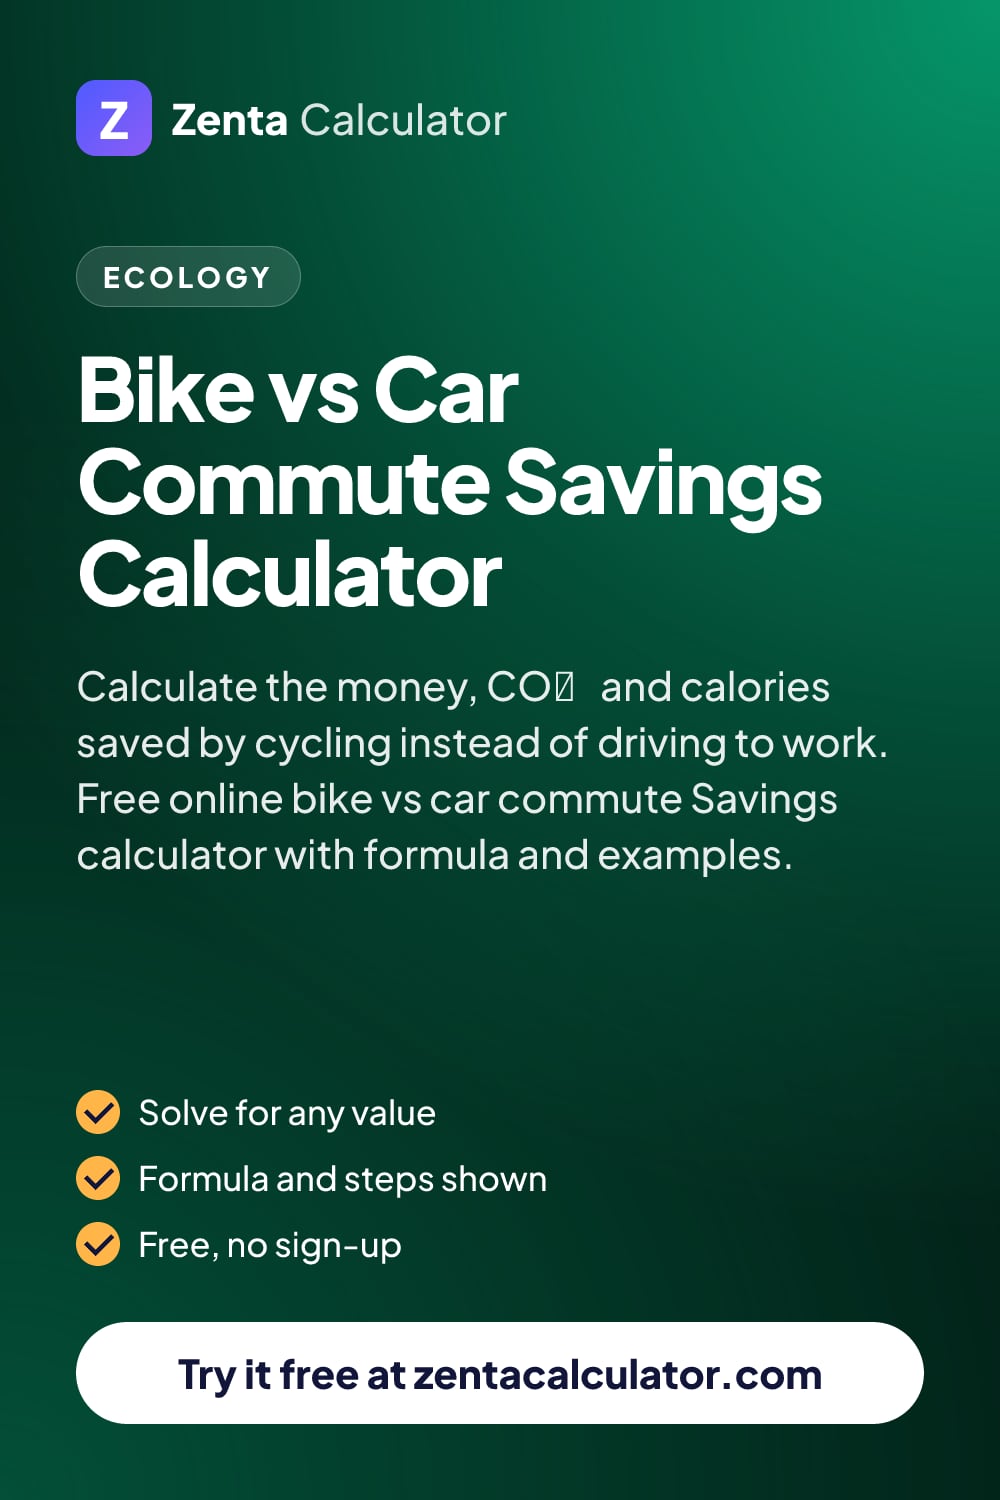 Z
Zenta Calculator
ECOLOGY
Bike vs Car
Commute Savings
Calculator
Calculate the money, CO▯ and calories
saved by cycling instead of driving to work.
Free online bike vs car commute Savings
calculator with formula and examples.
Solve for any value
Formula and steps shown
Free, no sign-up
Try it free at zentacalculator.com